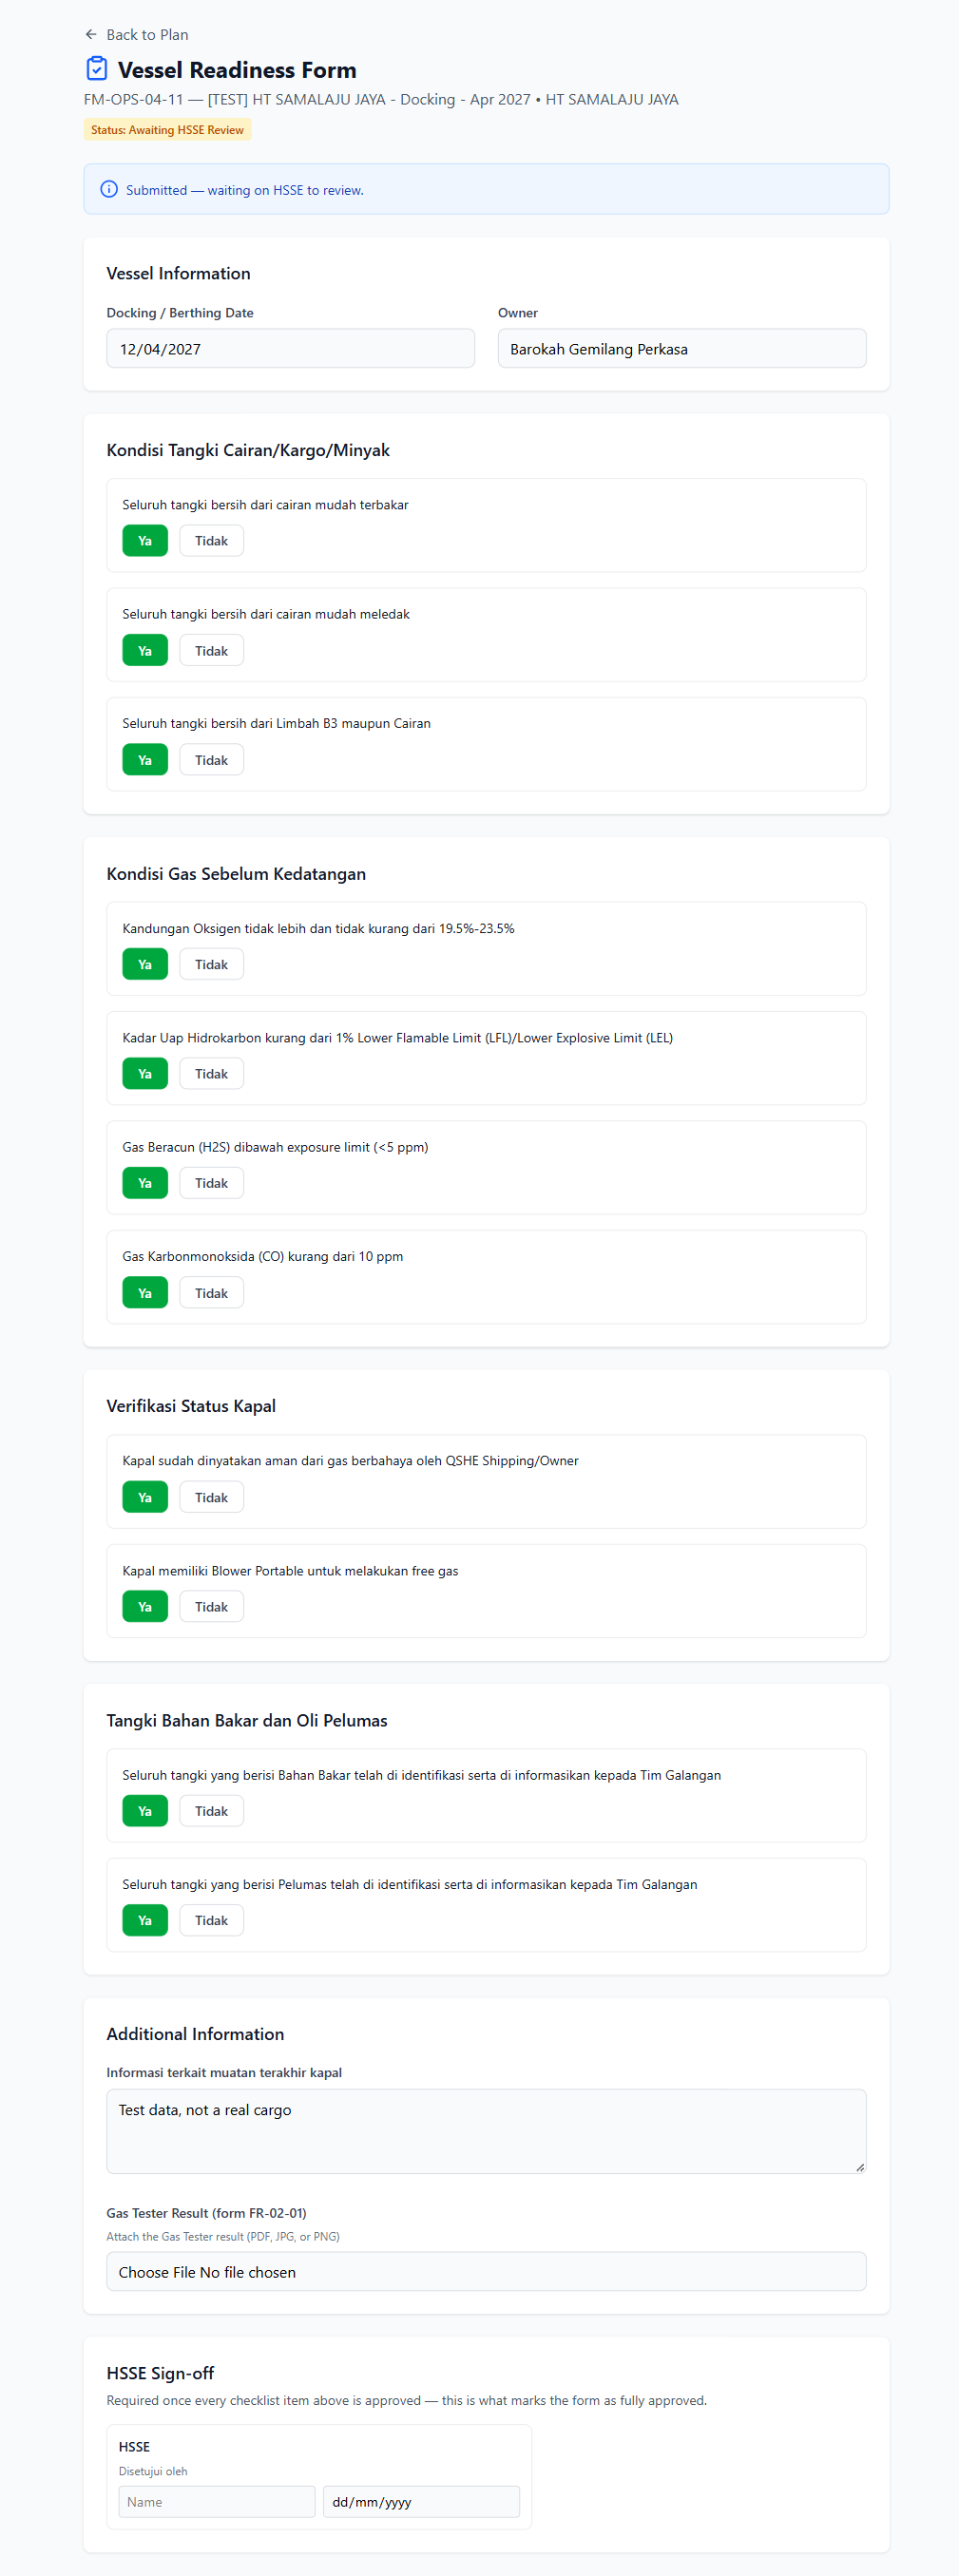 Back to Plan
Vessel Readiness Form
FM-OPS-04-11 — [TEST] HT SAMALAJU JAYA - Docking - Apr 2027 • HT SAMALAJU JAYA
Status: Awaiting HSSE Review
Submitted — waiting on HSSE to review.
Vessel Information
Docking / Berthing Date
Owner
12/04/2027
Barokah Gemilang Perkasa
Kondisi Tangki Cairan/Kargo/Minyak
Seluruh tangki bersih dari cairan mudah terbakar
Ya Tidak
Seluruh tangki bersih dari cairan mudah meledak
Ya Tidak
Seluruh tangki bersih dari Limbah B3 maupun Cairan
Ya Tidak
Kondisi Gas Sebelum Kedatangan
Kandungan Oksigen tidak lebih dan tidak kurang dari 19.5%-23.5%
Ya Tidak
Kadar Uap Hidrokarbon kurang dari 1% Lower Flamable Limit (LFL)/Lower Explosive Limit (LEL)
Ya Tidak
Gas Beracun (H2S) dibawah exposure limit (<5 ppm)
Ya Tidak
Gas Karbonmonoksida (CO) kurang dari 10 ppm
Ya Tidak
Verifikasi Status Kapal
Kapal sudah dinyatakan aman dari gas berbahaya oleh QSHE Shipping/Owner
Ya Tidak
Kapal memiliki Blower Portable untuk melakukan free gas
Ya Tidak
Tangki Bahan Bakar dan Oli Pelumas
Seluruh tangki yang berisi Bahan Bakar telah di identifikasi serta di informasikan kepada Tim Galangan
Ya Tidak
Seluruh tangki yang berisi Pelumas telah di identifikasi serta di informasikan kepada Tim Galangan
Ya Tidak
Additional Information
Informasi terkait muatan terakhir kapal
Test data, not a real cargo
Gas Tester Result (form FR-02-01)
Attach the Gas Tester result (PDF, JPG, or PNG)
Choose File No file chosen
HSSE Sign-off
Required once every checklist item above is approved — this is what marks the form as fully approved.
HSSE
Disetujui oleh
Name
dd/mm/yyyy